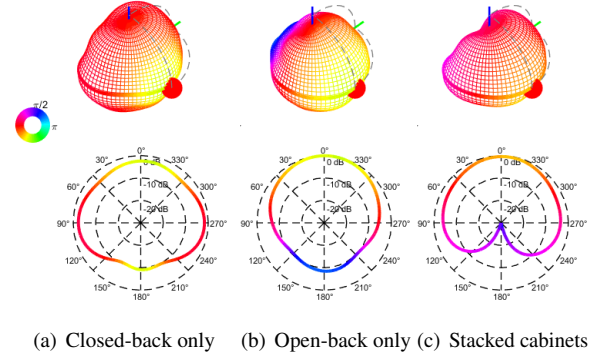 π/2
π
0° 0° 0°
30° 330° 30° 330° 30° 330°
0 dB 0 dB 0 dB
60° 300° 60° 300° 60° 300°
-10 dB -10 dB -10 dB
-20 dB -20 dB -20 dB
90° 270° 90° 270° 90° 270°
120° 240° 120° 240° 120° 240°
150° 210° 150° 210° 150° 210°
180° 180° 180°
(a) Closed-back only (b) Open-back only (c) Stacked cabinets